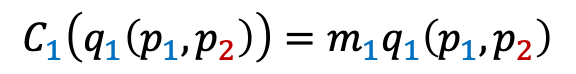 C₁(q₁(p₁,p₂)) = m₁q₁(p₁,p₂)